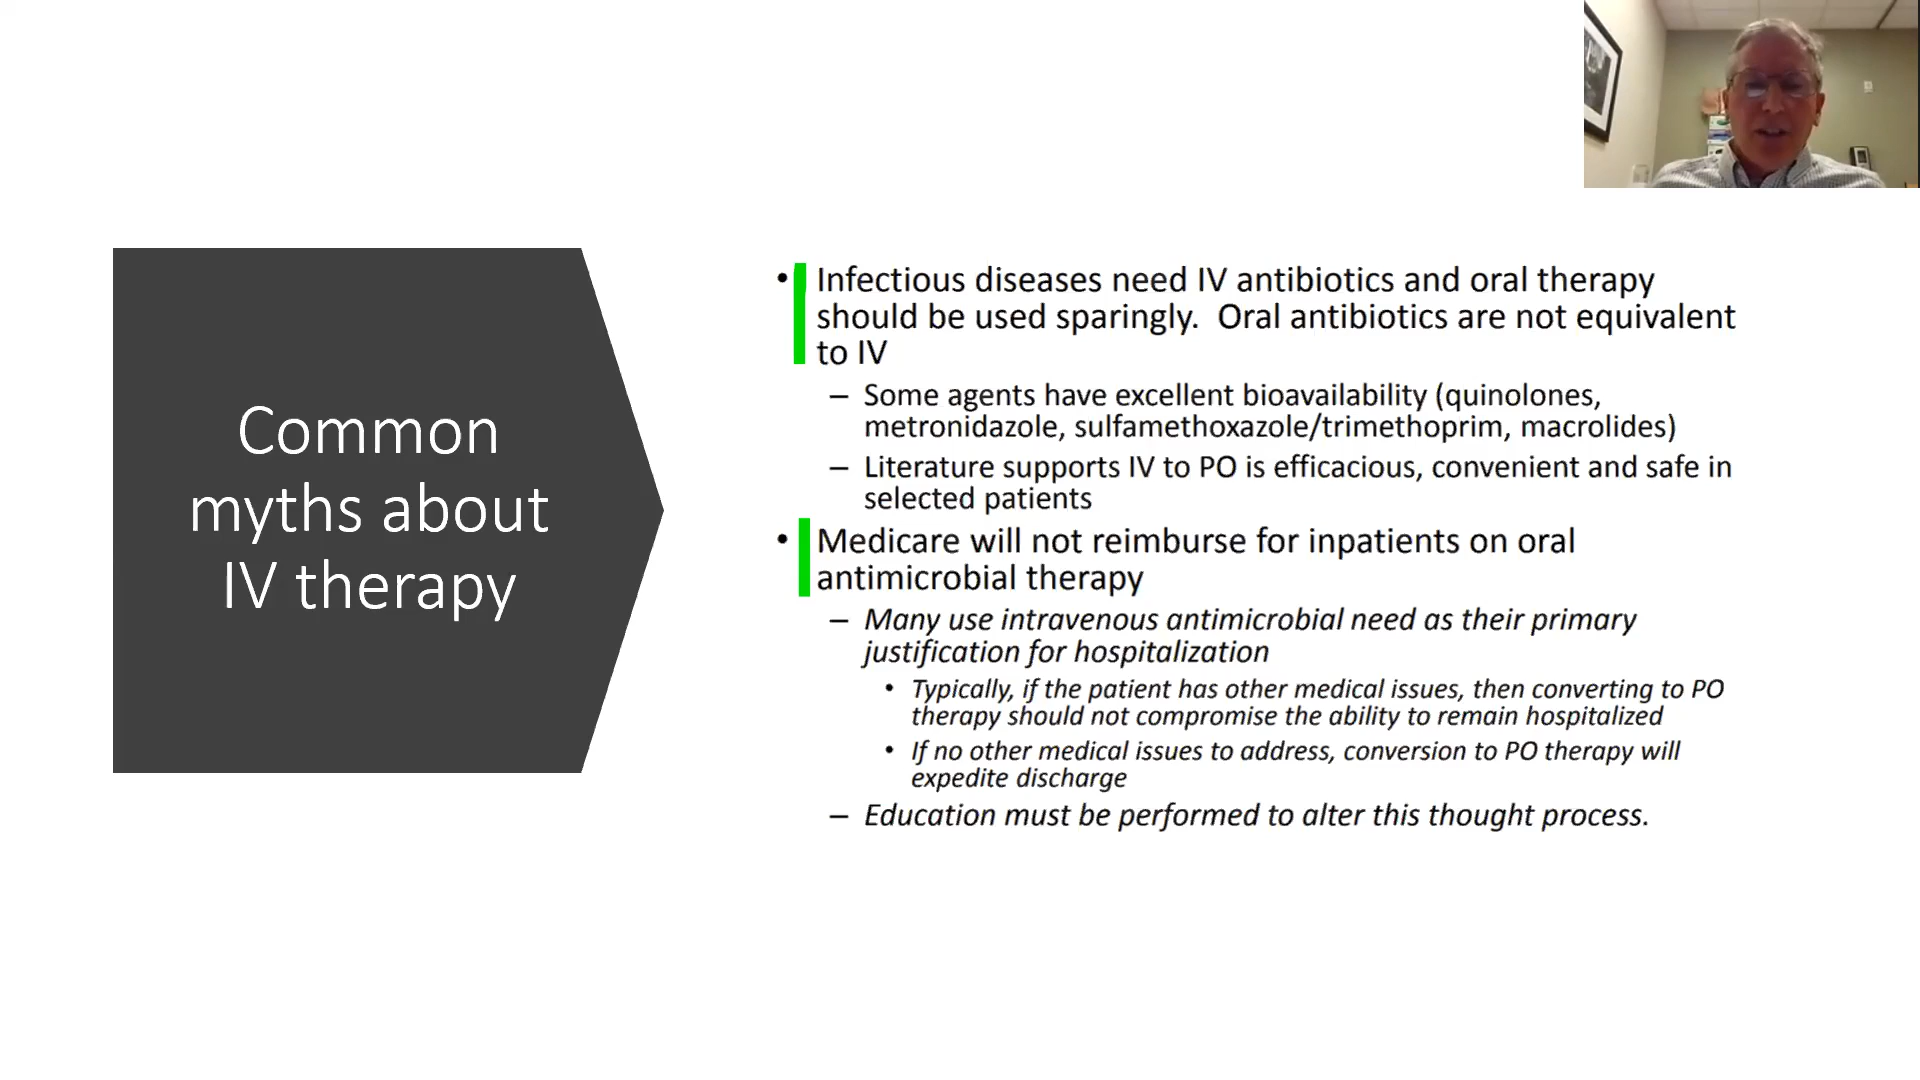 Common
myths about
IV therapy
• Infectious diseases need IV antibiotics and oral therapy
should be used sparingly.  Oral antibiotics are not equivalent
to IV
– Some agents have excellent bioavailability (quinolones,
metronidazole, sulfamethoxazole/trimethoprim, macrolides)
– Literature supports IV to PO is efficacious, convenient and safe in
selected patients
• Medicare will not reimburse for inpatients on oral
antimicrobial therapy
– Many use intravenous antimicrobial need as their primary
justification for hospitalization
• Typically, if the patient has other medical issues, then converting to PO
therapy should not compromise the ability to remain hospitalized
• If no other medical issues to address, conversion to PO therapy will
expedite discharge
– Education must be performed to alter this thought process.